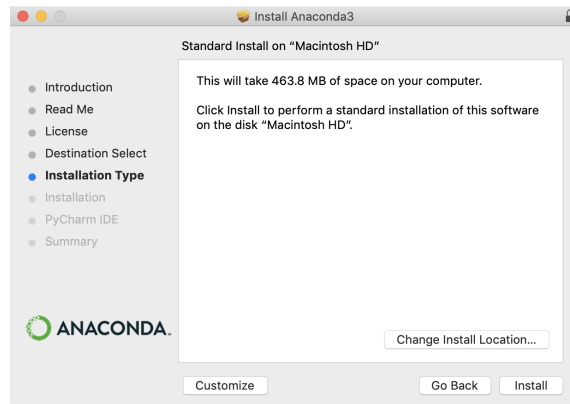 Install Anaconda3
Standard Install on “Macintosh HD”
Introduction
Read Me
License
Destination Select
Installation Type
Installation
PyCharm IDE
Summary
This will take 463.8 MB of space on your computer.
Click Install to perform a standard installation of this software
on the disk “Macintosh HD”.
ANACONDA.
Change Install Location...
Customize
Go Back
Install